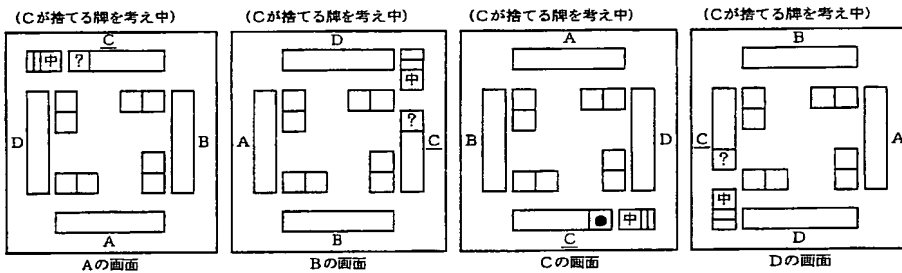 (Cが捨てる牌を考え中)
C
中 ?
D
B
A
Aの画面
(Cが捨てる牌を考え中)
D
中
?
A
C
B
Bの画面
(Cが捨てる牌を考え中)
A
B
D
● 中
C
Cの画面
(Cが捨てる牌を考え中)
B
C
A
?
中
D
Dの画面